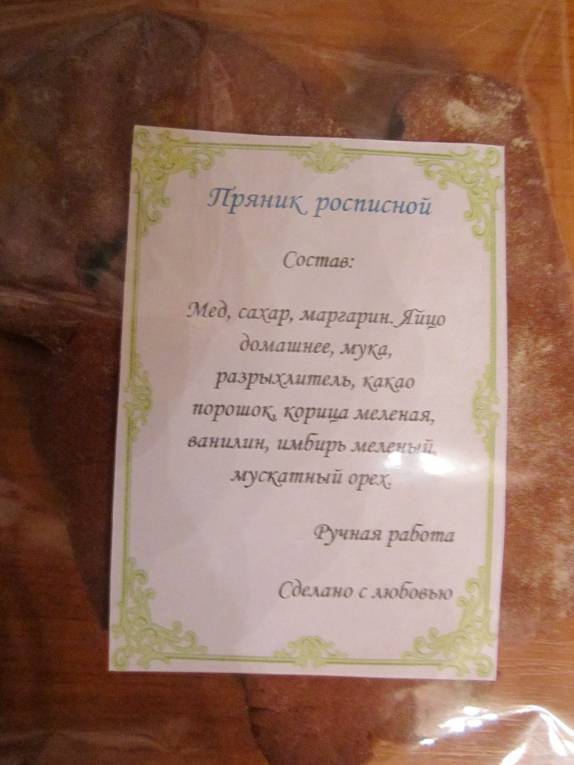 Пряник росписной
Состав:
Мед, сахар, маргарин. Яйцо
домашнее, мука,
разрыхлитель, какао
порошок, корица меленая,
ванилин, имбирь меленый,
мускатный орех.
Ручная работа
Сделано с любовью